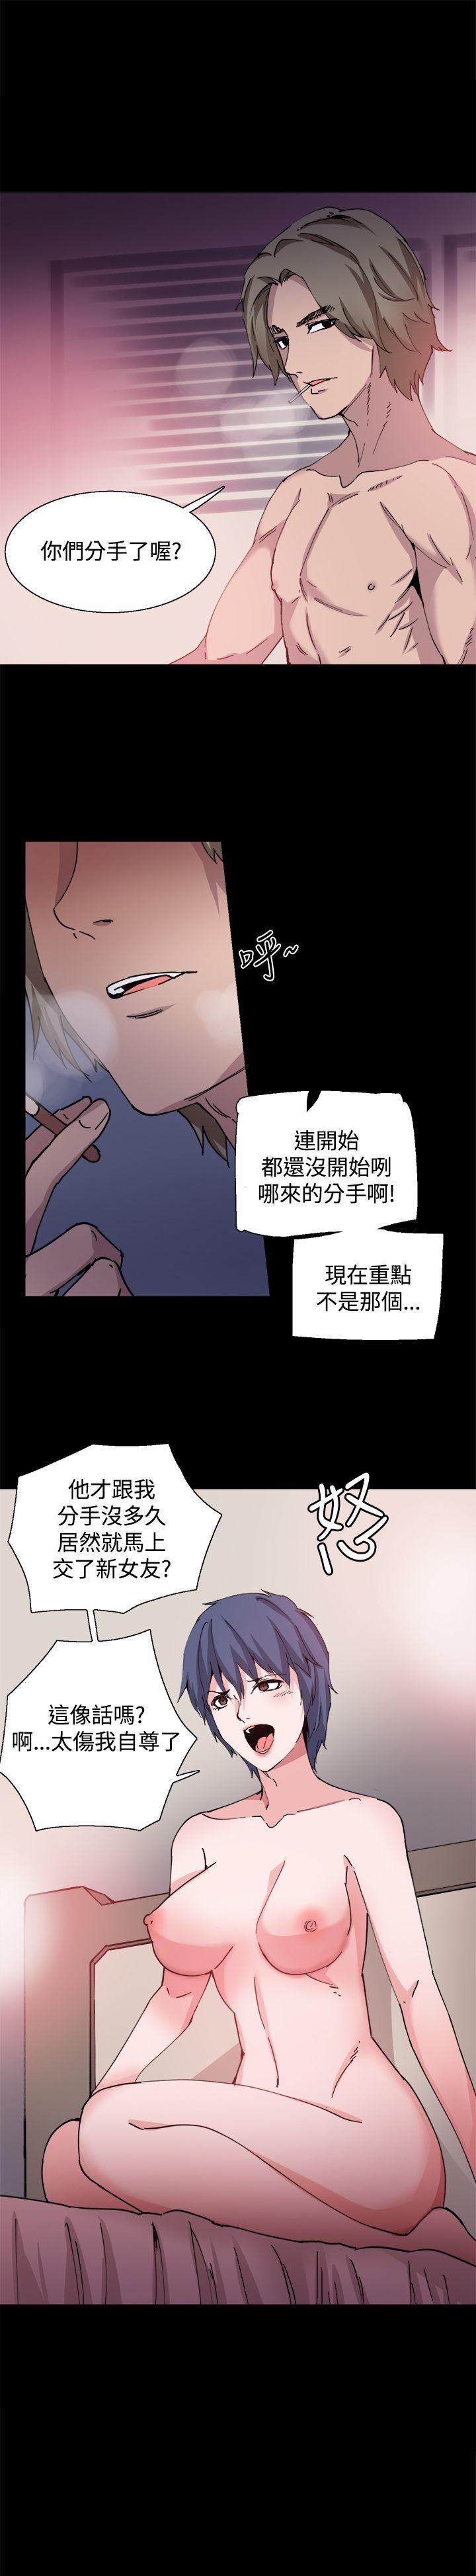 你們分手了喔?
呼~
連開始
都還沒開始咧
哪來的分手啊!
現在重點
不是那個...
他才跟我
分手沒多久
居然就馬上
交了新女友?
怒
這像話嗎?
啊...太傷我自尊了